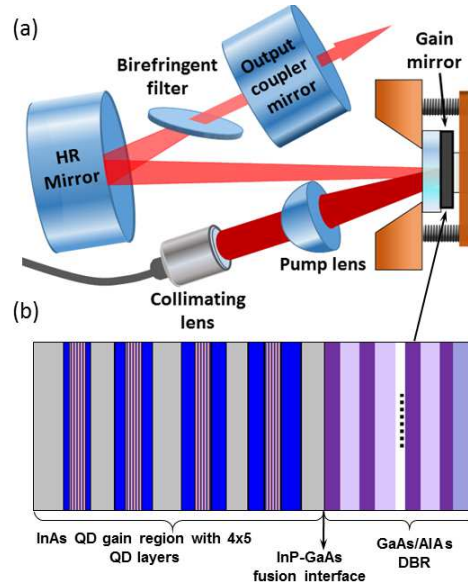 (a)
Birefringent
filter
Output
coupler
mirror
Gain
mirror
HR
Mirror
Pump lens
Collimating
lens
(b)
InAs QD gain region with 4x5
QD layers
InP-GaAs
fusion interface
GaAs/AlAs
DBR